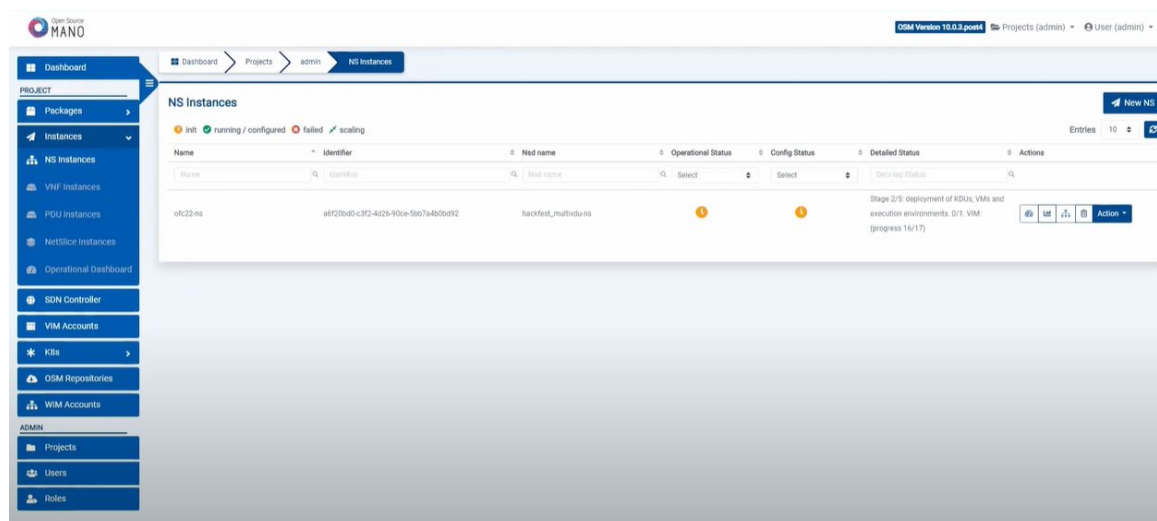 Open Source
MANO
OSM Version 10.0.3.post4 Projects (admin) User (admin)
Dashboard
PROJECT
Packages
Instances
NS Instances
VNF Instances
PDU Instances
NetSlice Instances
Operational Dashboard
SDN Controller
VIM Accounts
K8s
OSM Repositories
WIM Accounts
ADMIN
Projects
Users
Roles
Dashboard Projects admin NS Instances
NS Instances
New NS
init running / configured failed scaling
Entries 10
Name Identifier Nsd name Operational Status Config Status Detailed Status Actions
Name Identifier Nsd name Select Select Detailed Status
ofc22-ns a6f20bd0-c3f2-4d26-90ce-5bb7a4b0bd92 hackfest_multivdu-ns
Stage 2/5: deployment of KDUs, VMs and
execution environments. 0/1. VIM:
(progress 16/17)
Action